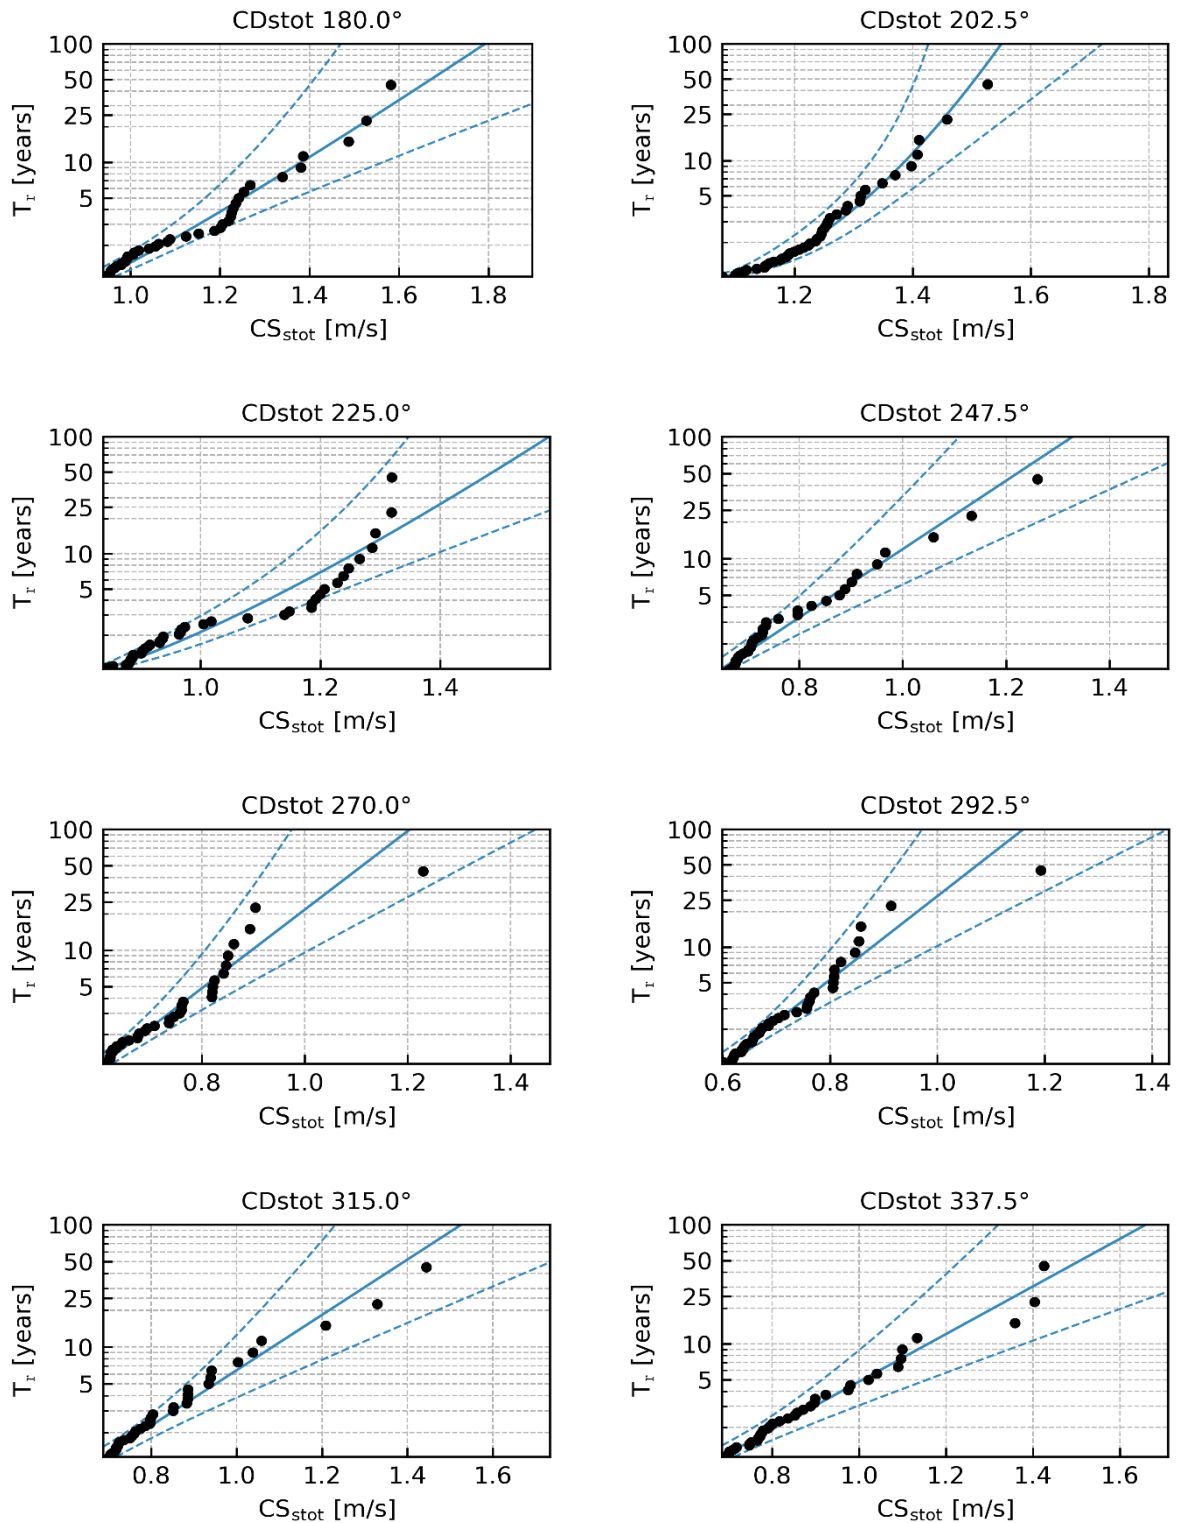 CDstot 180.0°
100
50
25
10
5
T_r [years]
1.0 1.2 1.4 1.6 1.8
CS_stot [m/s]
CDstot 202.5°
100
50
25
10
5
T_r [years]
1.2 1.4 1.6 1.8
CS_stot [m/s]
CDstot 225.0°
100
50
25
10
5
T_r [years]
1.0 1.2 1.4
CS_stot [m/s]
CDstot 247.5°
100
50
25
10
5
T_r [years]
0.8 1.0 1.2 1.4
CS_stot [m/s]
CDstot 270.0°
100
50
25
10
5
T_r [years]
0.8 1.0 1.2 1.4
CS_stot [m/s]
CDstot 292.5°
100
50
25
10
5
T_r [years]
0.6 0.8 1.0 1.2 1.4
CS_stot [m/s]
CDstot 315.0°
100
50
25
10
5
T_r [years]
0.8 1.0 1.2 1.4 1.6
CS_stot [m/s]
CDstot 337.5°
100
50
25
10
5
T_r [years]
0.8 1.0 1.2 1.4 1.6
CS_stot [m/s]